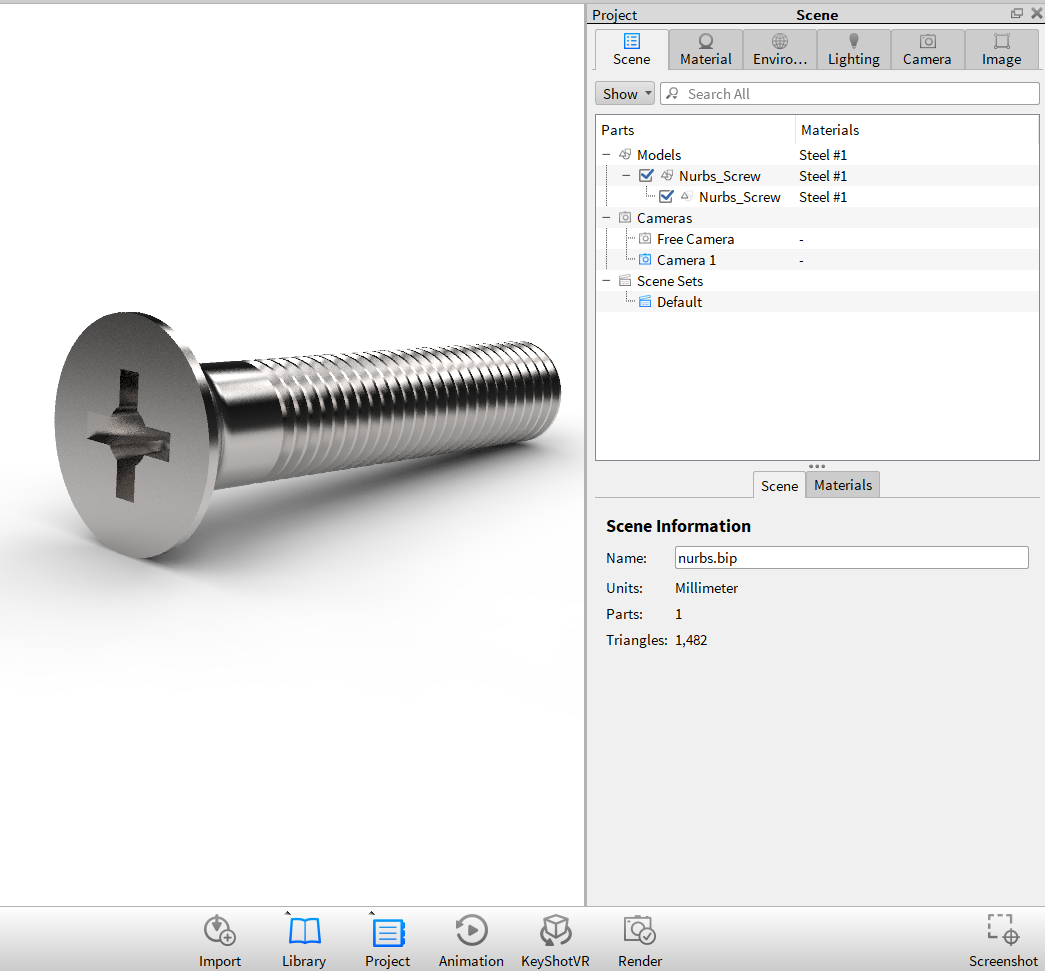 Project Scene
Scene Material Enviro... Lighting Camera Image
Show Search All
Parts Materials
Models Steel #1
Nurbs_Screw Steel #1
Nurbs_Screw Steel #1
Cameras
Free Camera -
Camera 1 -
Scene Sets
Default
Scene Materials
Scene Information
Name: nurbs.bip
Units: Millimeter
Parts: 1
Triangles: 1,482
Import Library Project Animation KeyShotVR Render Screenshot